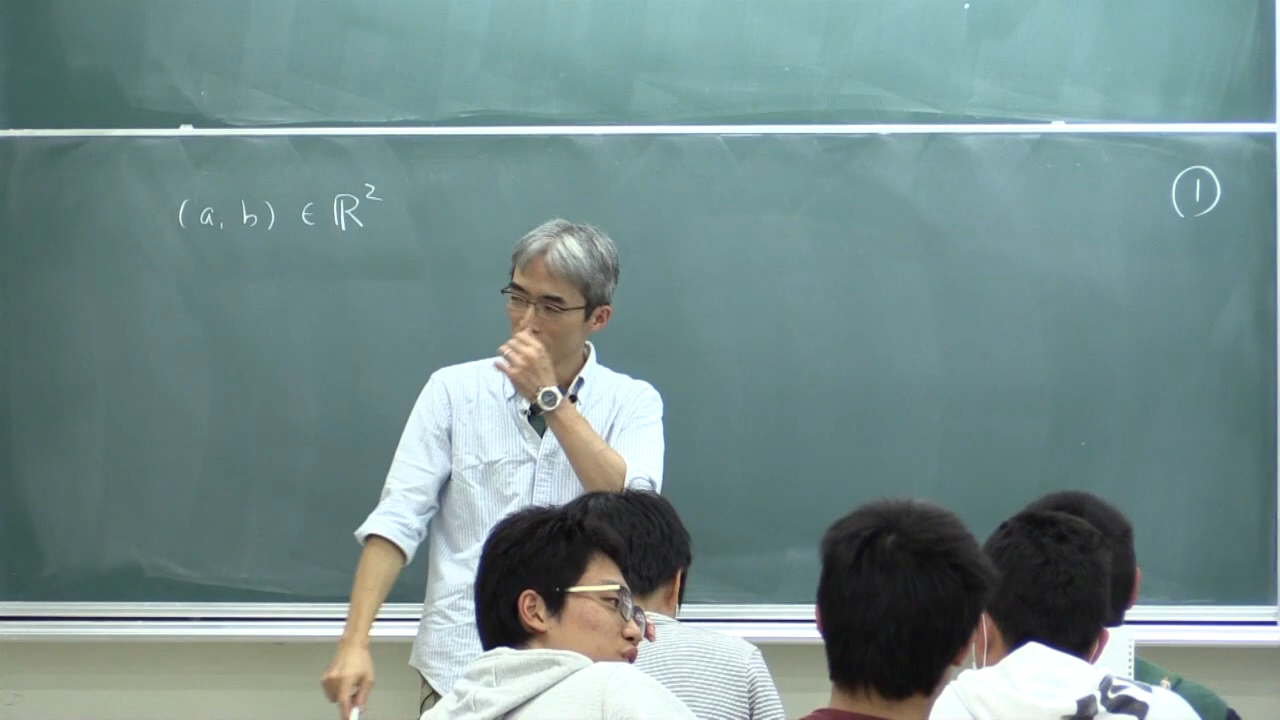 (a, b) ∈ ℝ²
①